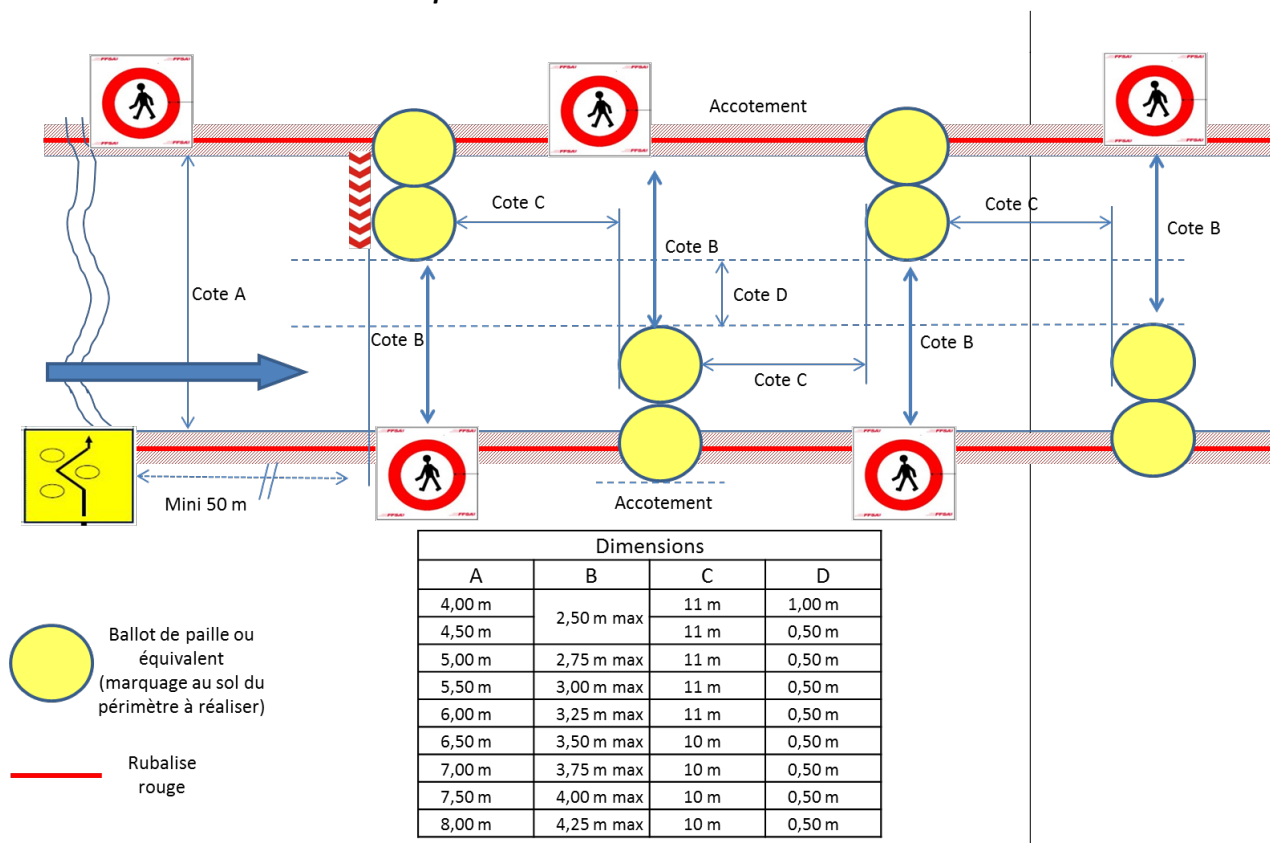 Accotement
Cote C
Cote C
Cote B
Cote B
Cote A
Cote D
Cote B
Cote B
Cote C
Mini 50 m
Accotement
Dimensions
A B C D
4,00 m 2,50 m max 11 m 1,00 m
4,50 m 11 m 0,50 m
5,00 m 2,75 m max 11 m 0,50 m
5,50 m 3,00 m max 11 m 0,50 m
6,00 m 3,25 m max 11 m 0,50 m
6,50 m 3,50 m max 10 m 0,50 m
7,00 m 3,75 m max 10 m 0,50 m
7,50 m 4,00 m max 10 m 0,50 m
8,00 m 4,25 m max 10 m 0,50 m
Ballot de paille ou
équivalent
(marquage au sol du
périmètre à réaliser)
Rubalise
rouge